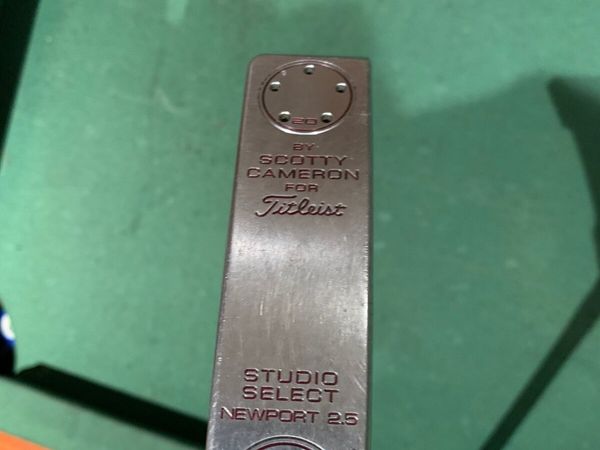 20
BY
SCOTTY
CAMERON
FOR
Titleist
STUDIO
SELECT
NEWPORT 2.5